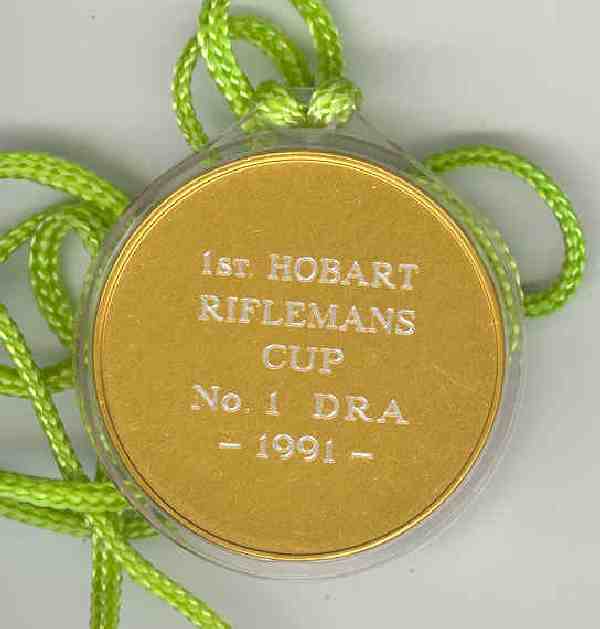 1ST. HOBART
RIFLEMANS
CUP
No. 1 DRA
- 1991 -